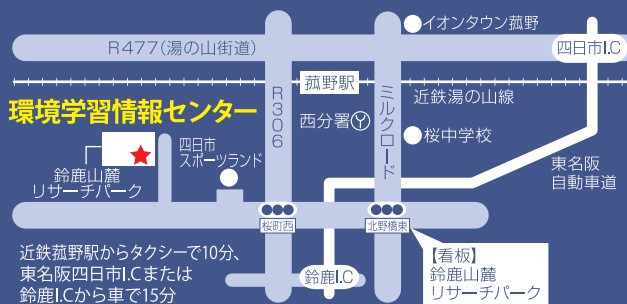 イオンタウン菰野
R477(湯の山街道)
四日市I.C
菰野駅
近鉄湯の山線
環境学習情報センター
R306
ミルクロード
西分署
桜中学校
四日市
スポーツランド
東名阪
自動車道
鈴鹿山麓
リサーチパーク
桜町西
北野橋東
近鉄菰野駅からタクシーで10分、
東名阪四日市I.Cまたは
鈴鹿I.Cから車で15分
鈴鹿I.C
【看板】
鈴鹿山麓
リサーチパーク